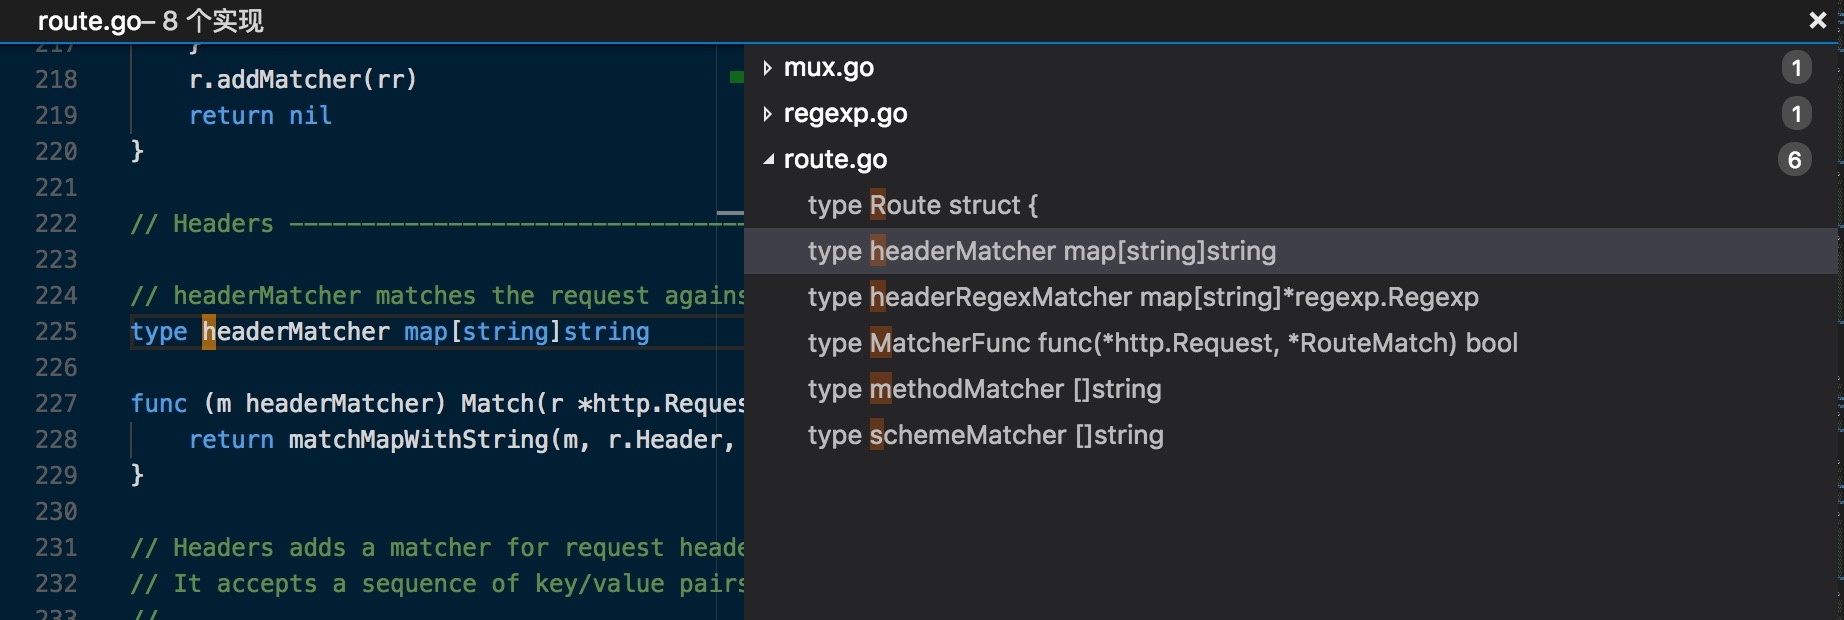 route.go– 8 个实现
217 }
218 r.addMatcher(rr)
219 return nil
220 }
221
222 // Headers ––––––––––––––––––––––––––––––––
223
224 // headerMatcher matches the request agains
225 type headerMatcher map[string]string
226
227 func (m headerMatcher) Match(r *http.Reques
228 return matchMapWithString(m, r.Header,
229 }
230
231 // Headers adds a matcher for request heade
232 // It accepts a sequence of key/value pairs
233 //
mux.go 1
regexp.go 1
route.go 6
type Route struct {
type headerMatcher map[string]string
type headerRegexMatcher map[string]*regexp.Regexp
type MatcherFunc func(*http.Request, *RouteMatch) bool
type methodMatcher []string
type schemeMatcher []string